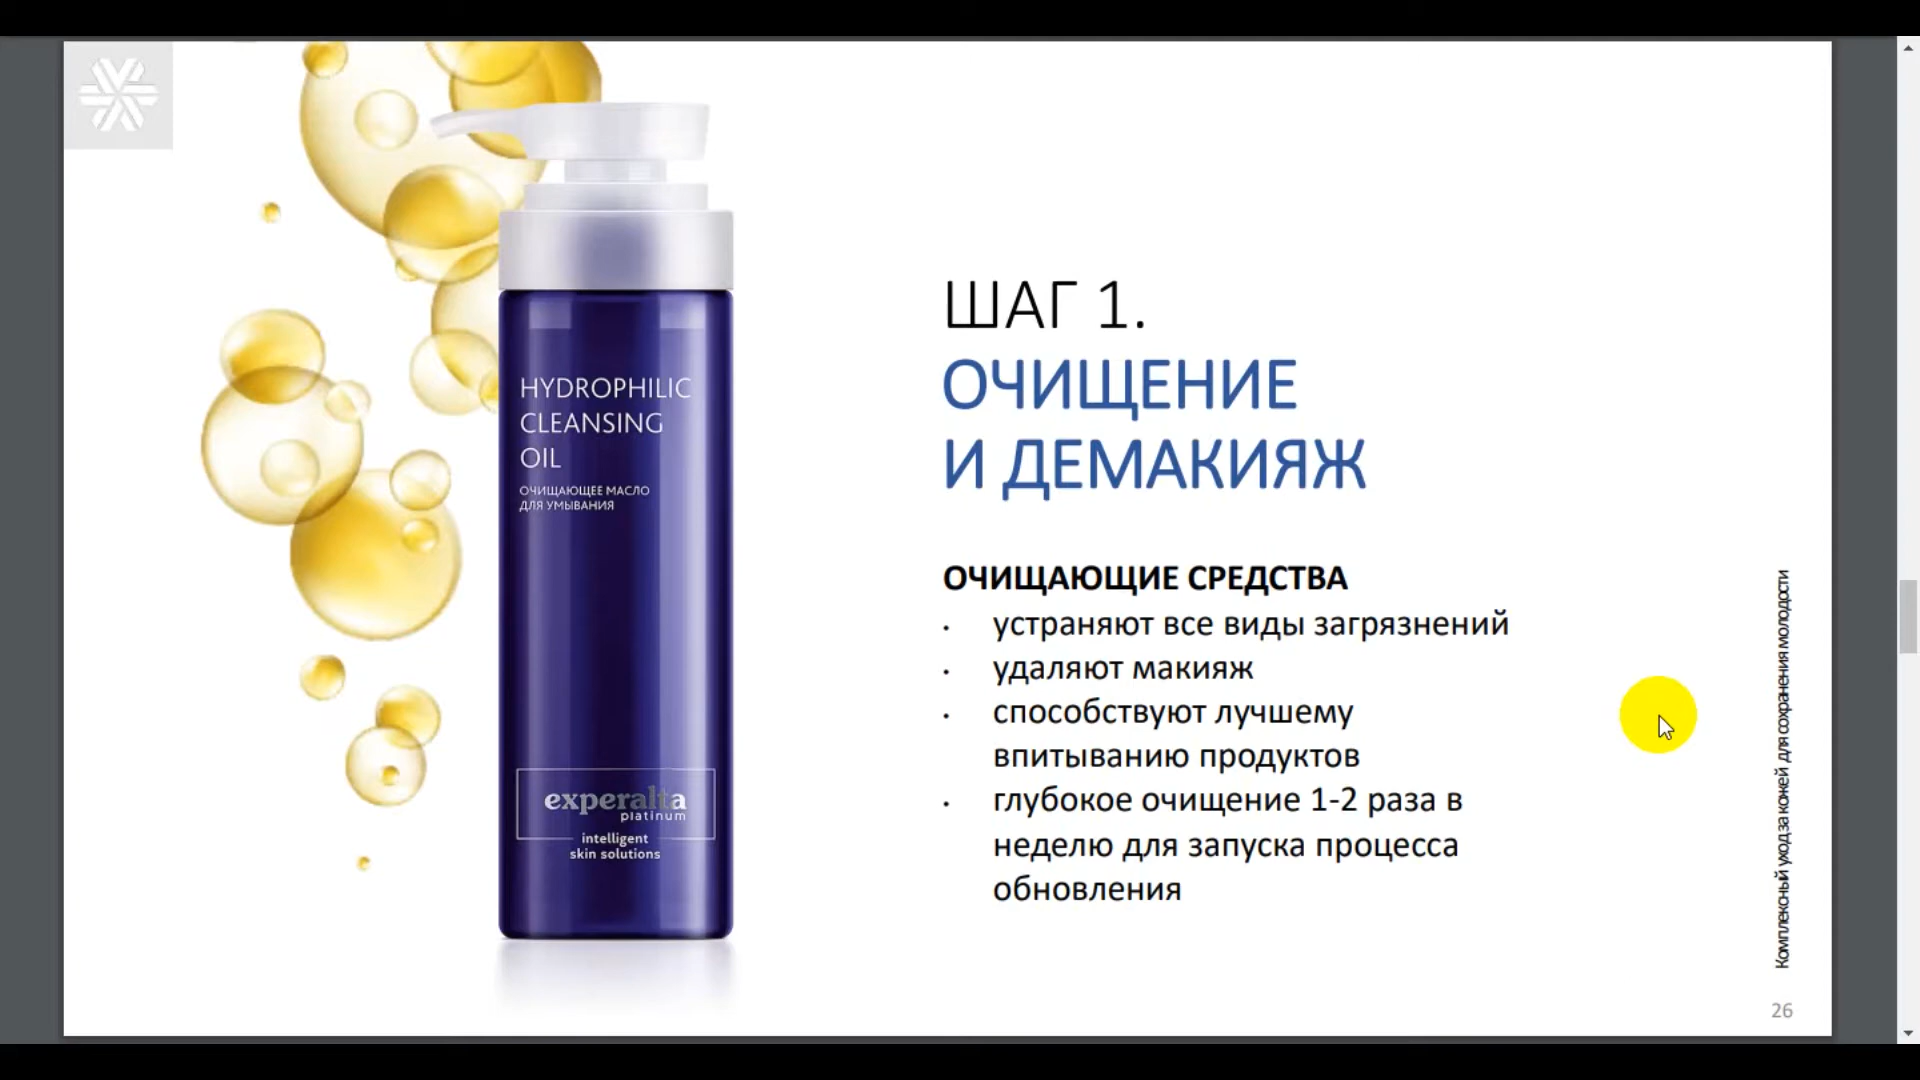 HYDROPHILIC
CLEANSING
OIL
ОЧИЩАЮЩЕЕ МАСЛО
ДЛЯ УМЫВАНИЯ
experalta
platinum
intelligent
skin solutions
ШАГ 1.
ОЧИЩЕНИЕ
И ДЕМАКИЯЖ
ОЧИЩАЮЩИЕ СРЕДСТВА
• устраняют все виды загрязнений
• удаляют макияж
• способствуют лучшему
впитыванию продуктов
• глубокое очищение 1-2 раза в
неделю для запуска процесса
обновления
Комплексный уход за кожей для сохранения молодости
26